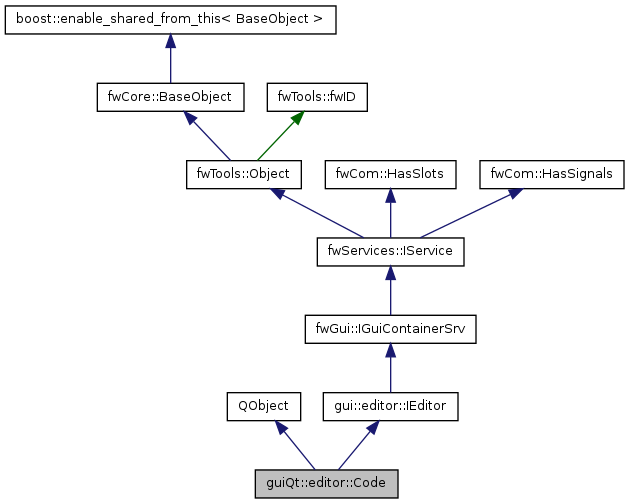 boost::enable_shared_from_this< BaseObject >
fwCore::BaseObject
fwTools::fwID
fwTools::Object
fwCom::HasSlots
fwCom::HasSignals
fwServices::IService
fwGui::IGuiContainerSrv
QObject
gui::editor::IEditor
guiQt::editor::Code